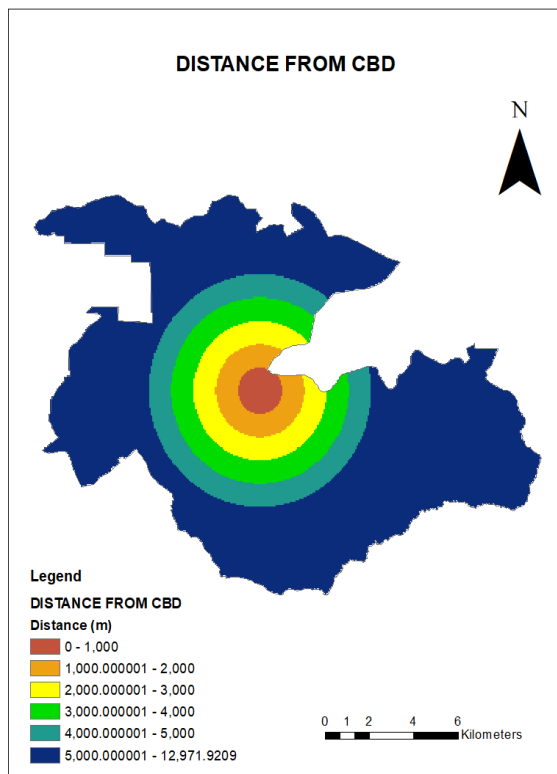 DISTANCE FROM CBD
N
Legend
DISTANCE FROM CBD
Distance (m)
0 - 1,000
1,000.000001 - 2,000
2,000.000001 - 3,000
3,000.000001 - 4,000
4,000.000001 - 5,000
5,000.000001 - 12,971.9209
0 1 2 4 6
Kilometers